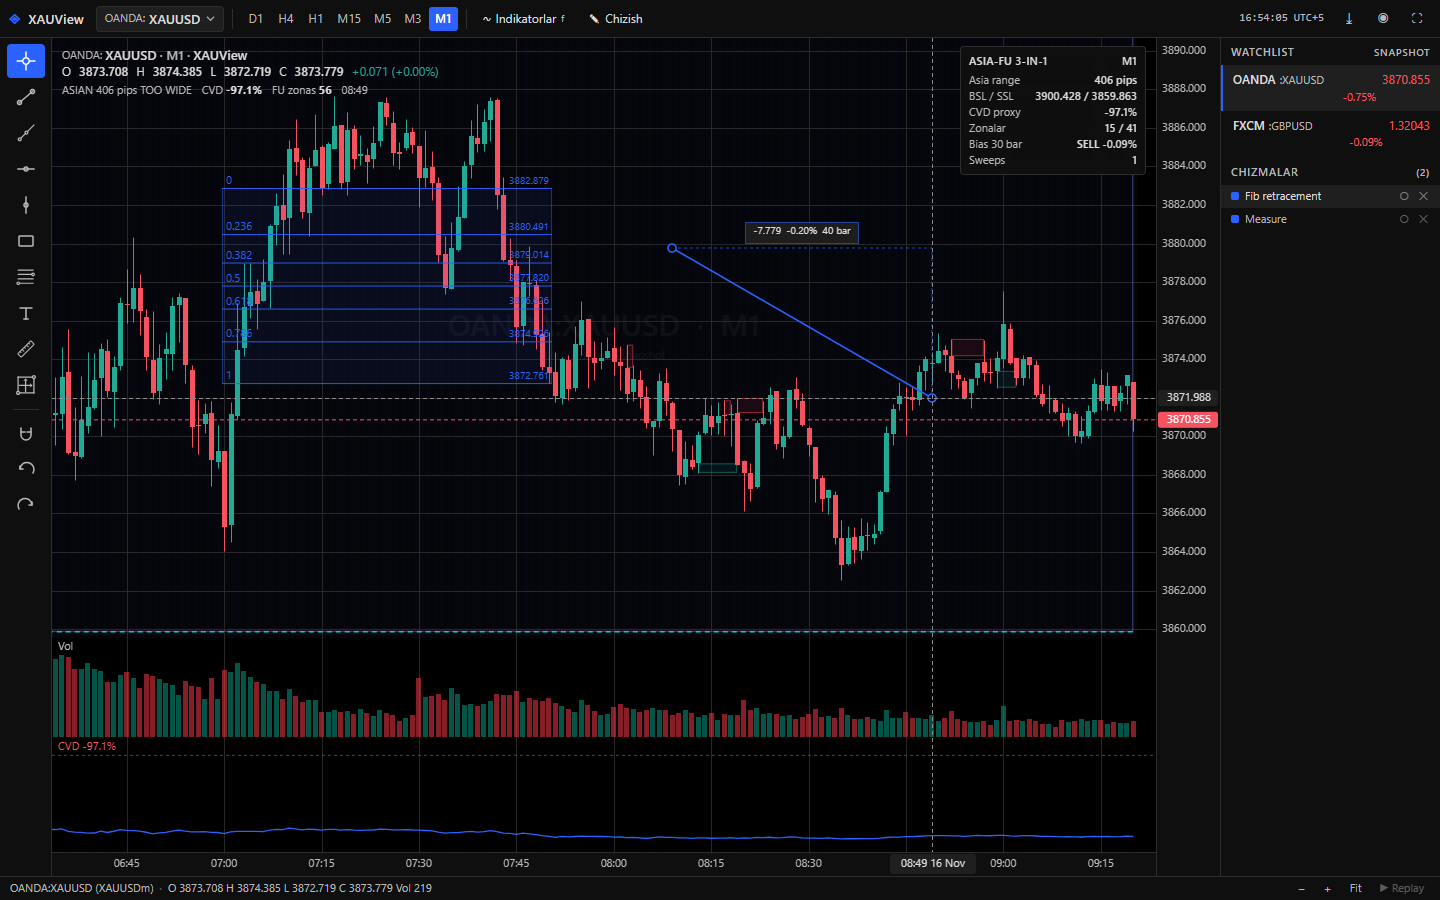 XAUView OANDA: XAUUSD D1 H4 H1 M15 M5 M3 M1 Indikatorlar f Chizish 16:54:05 UTC+5
OANDA: XAUUSD · M1 · XAUView
O 3873.708 H 3874.385 L 3872.719 C 3873.779 +0.071 (+0.00%)
ASIAN 406 pips TOO WIDE CVD -97.1% FU zonas 56 08:49
ASIA-FU 3-IN-1 M1
Asia range 406 pips
BSL / SSL 3900.428 / 3859.863
CVD proxy -97.1%
Zonalar 15 / 41
Bias 30 bar SELL -0.09%
Sweeps 1
0 3882.879
0.236 3880.491
0.382 3879.014
0.5 3877.820
1 3872.761
-7.779 -0.20% 40 bar
OANDA:XAUUSD · M1
3890.000
3888.000
3886.000
3884.000
3882.000
3880.000
3878.000
3876.000
3874.000
3871.988
3870.855
3870.000
3868.000
3866.000
3864.000
3862.000
3860.000
Vol
CVD -97.1%
06:45 07:00 07:15 07:30 07:45 08:00 08:15 08:30 08:49 16 Nov 09:00 09:15
WATCHLIST SNAPSHOT
OANDA :XAUUSD 3870.855
-0.75%
FXCM :GBPUSD 1.32043
-0.09%
CHIZMALAR (2)
Fib retracement
Measure
OANDA:XAUUSD (XAUUSDm) · O 3873.708 H 3874.385 L 3872.719 C 3873.779 Vol 219
− + Fit Replay